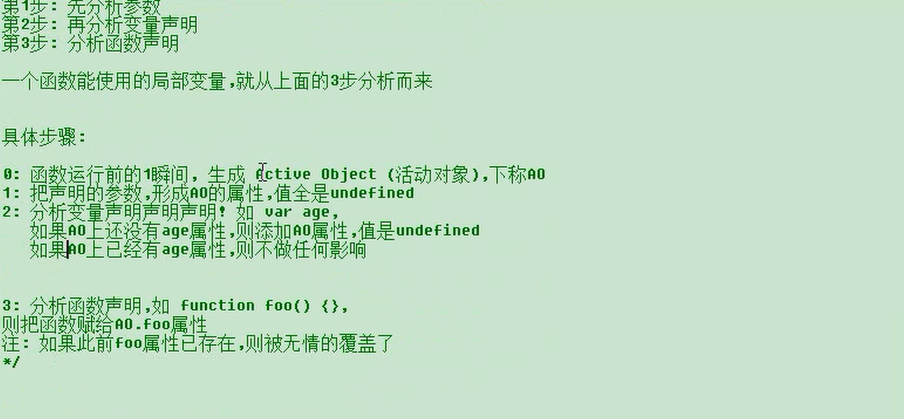 第1步: 先分析参数
第2步: 再分析变量声明
第3步: 分析函数声明
一个函数能使用的局部变量,就从上面的3步分析而来
具体步骤:
0: 函数运行前的1瞬间, 生成 Active Object (活动对象),下称AO
1: 把声明的参数,形成AO的属性,值全是undefined
2: 分析变量声明声明声明! 如 var age,
如果AO上还没有age属性,则添加AO属性,值是undefined
如果AO上已经有age属性,则不做任何影响
3: 分析函数声明,如 function foo() {},
则把函数赋给AO.foo属性
注: 如果此前foo属性已存在,则被无情的覆盖了
*/